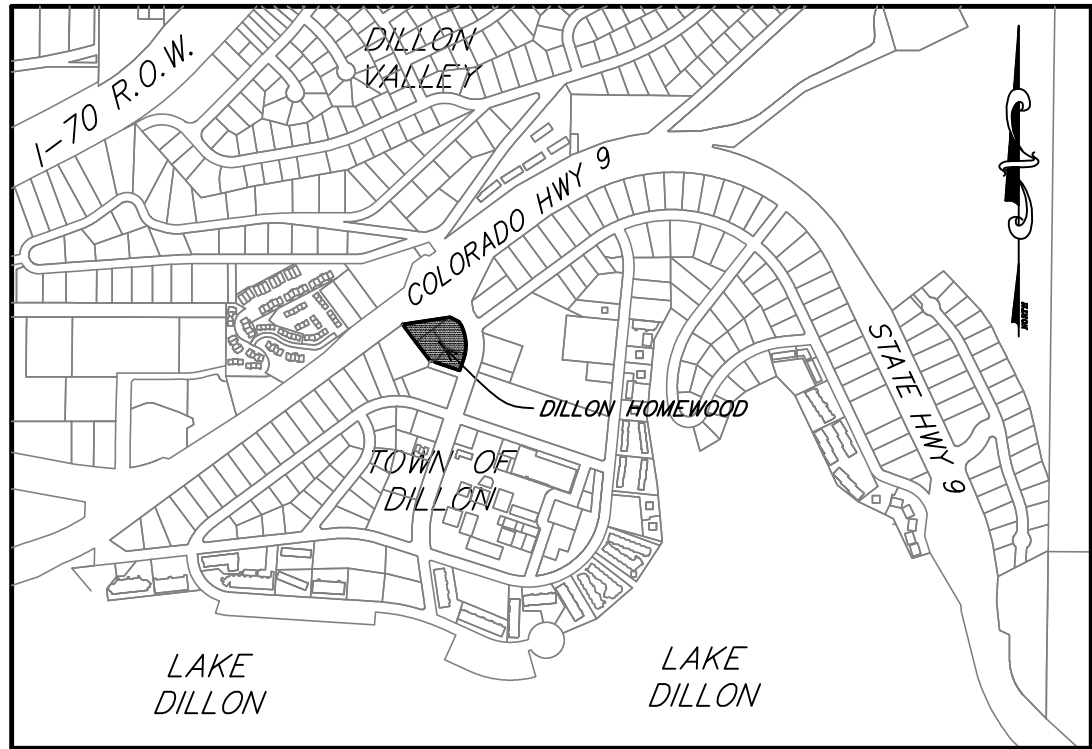 DILLON
VALLEY
I-70 R.O.W.
COLORADO HWY 9
STATE HWY 9
DILLON HOMEWOOD
TOWN OF
DILLON
LAKE
DILLON
LAKE
DILLON